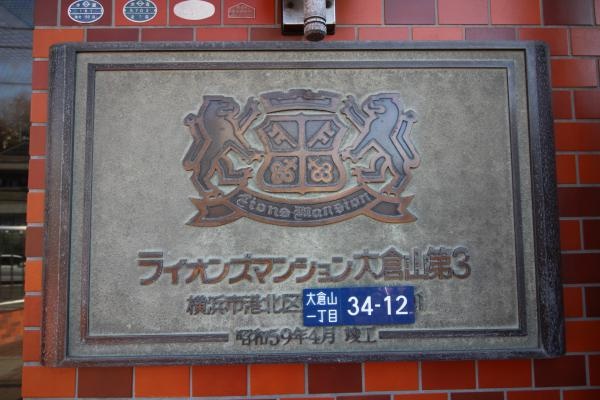 Lions Mansion
ライオンズマンション大倉山第3
横浜市港北区
大倉山
一丁目
34-12
昭和59年4月 竣工